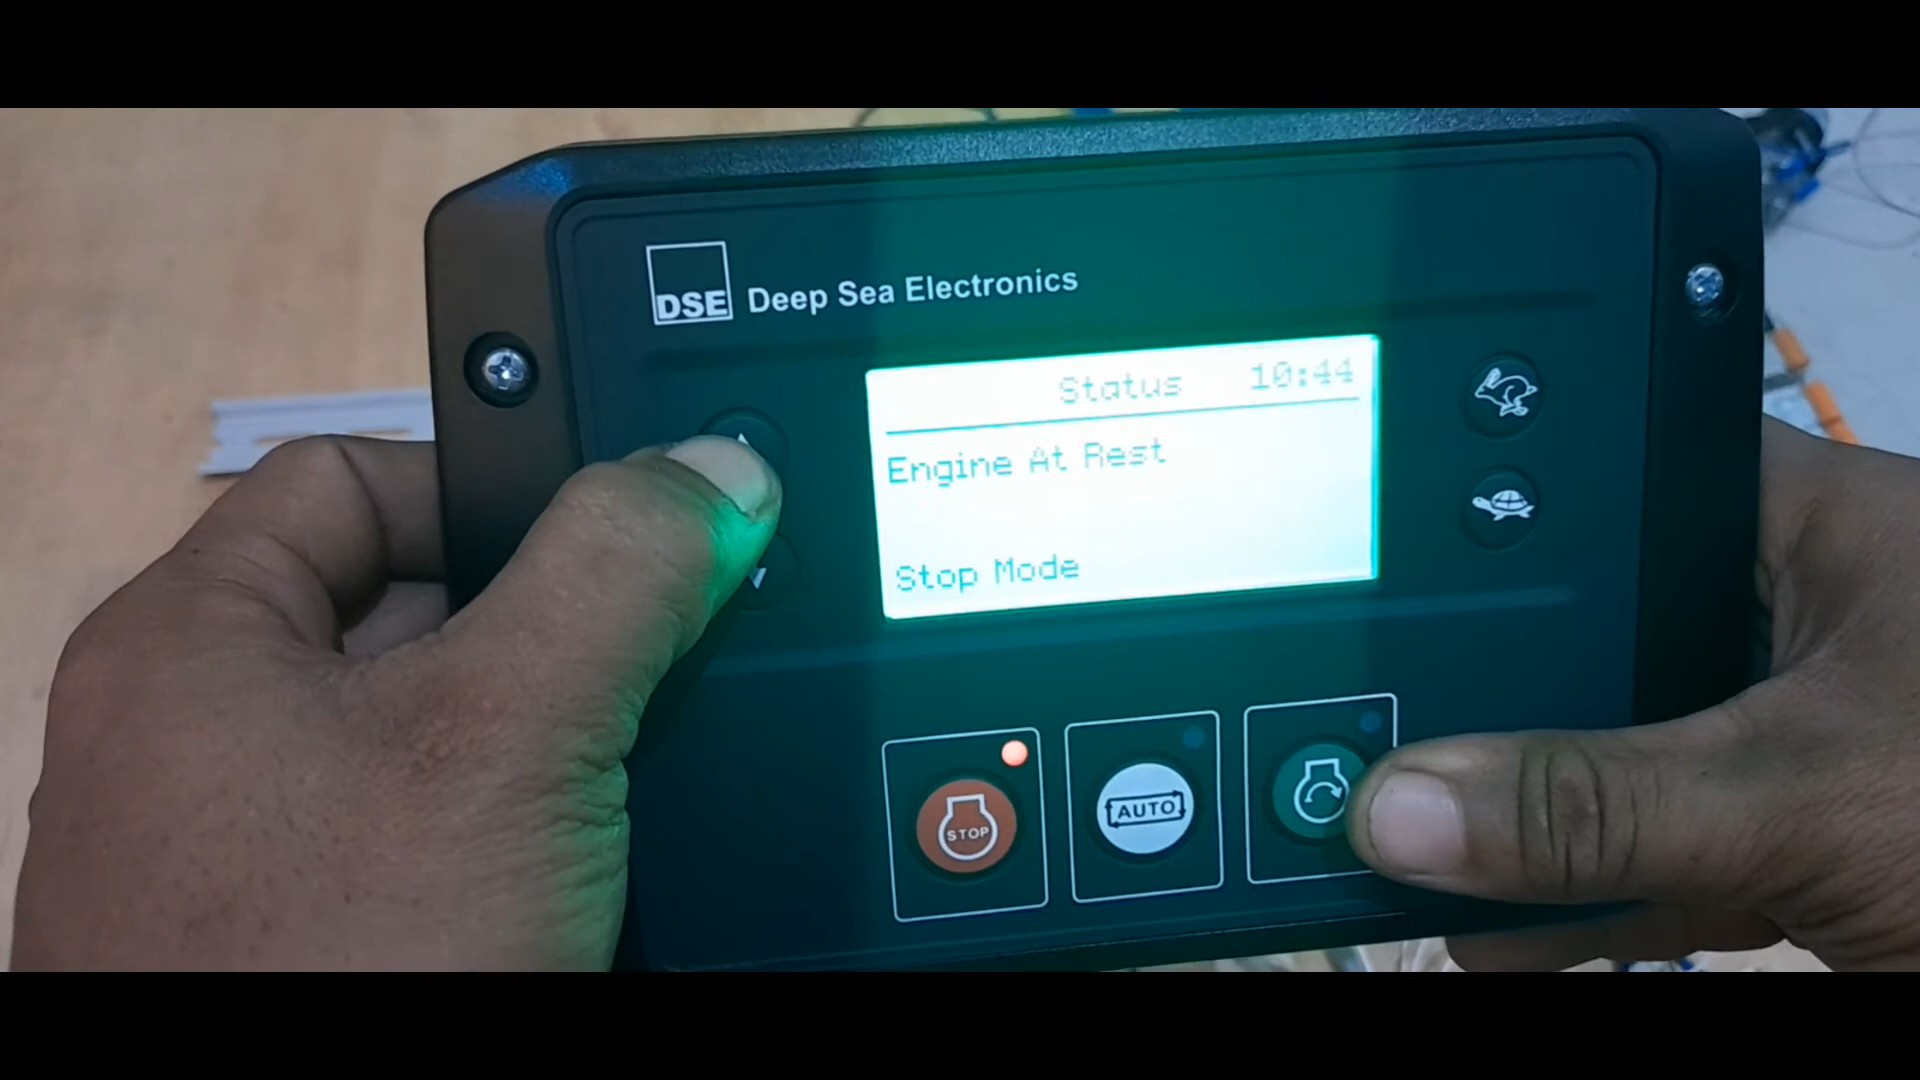 DSE Deep Sea Electronics
Status 10:44
Engine At Rest
Stop Mode
STOP
AUTO